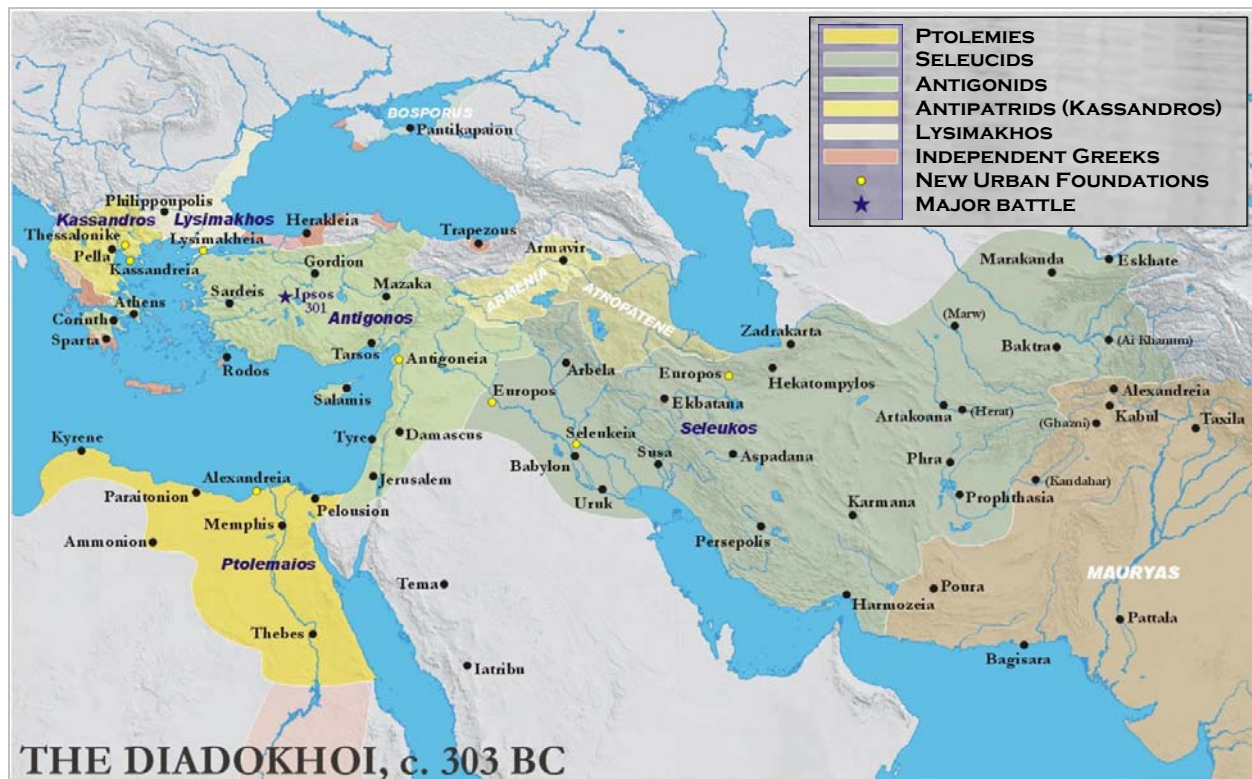 PTOLEMIES
SELEUCIDS
ANTIGONIDS
ANTIPATRIDS (KASSANDROS)
LYSIMAKHOS
INDEPENDENT GREEKS
NEW URBAN FOUNDATIONS
MAJOR BATTLE
BOSPORUS
Pantikapaion
Philippoupolis
Kassandros
Lysimakhos
Herakleia
Thessalonike
Lysimakheia
Trapezous
Armavir
Pella
Kassandreia
Gordion
Marakanda
Eskhate
Sardeis
Ipsos
301
Mazaka
ARMENIA
ATROPATENE
Athens
Antigonos
Corinth
Sparta
Zadrakarta
(Marw)
Baktra
(Ai Khanum)
Tarsos
Antigoneia
Rodos
Arbela
Europos
Hekatompylos
Europos
Salamis
Ekbatana
Artakoana
(Herat)
Alexandreia
Kabul
(Ghazni)
Taxila
Seleukos
Kyrene
Tyre
Damascus
Seleukeia
Babylon
Susa
Aspadana
Phra
(Kandahar)
Alexandreia
Jerusalem
Paraitonion
Pelousion
Uruk
Prophthasia
Memphis
Karmana
Ammonion
Persepolis
Ptolemaios
Tema
Poura
MAURYAS
Harmozeia
Pattala
Thebes
Bagisara
Iatribu
THE DIADOKHOI, c. 303 BC